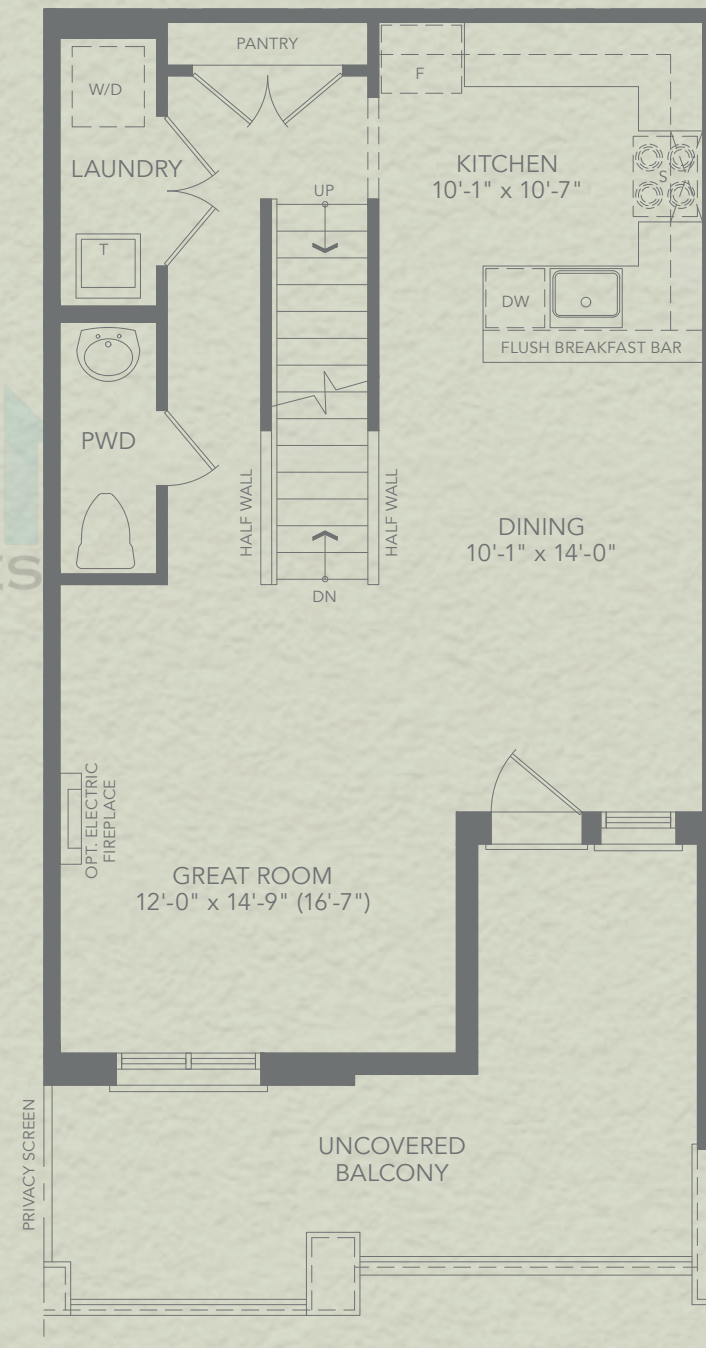 PANTRY
W/D
F
LAUNDRY
KITCHEN
10'-1" x 10'-7"
S
UP
T
DW
FLUSH BREAKFAST BAR
PWD
HALF WALL
HALF WALL
DINING
10'-1" x 14'-0"
DN
OPT. ELECTRIC
FIREPLACE
GREAT ROOM
12'-0" x 14'-9" (16'-7")
PRIVACY SCREEN
UNCOVERED
BALCONY